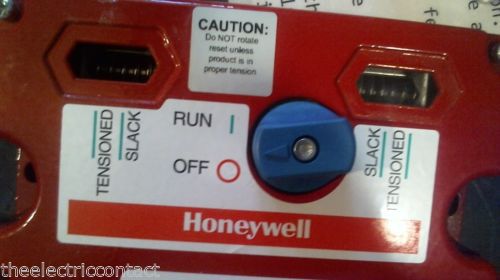 CAUTION:
Do NOT rotate
reset unless
product is in
proper tension
TENSIONED
SLACK
RUN
OFF
SLACK
TENSIONED
Honeywell
theelectriccontact